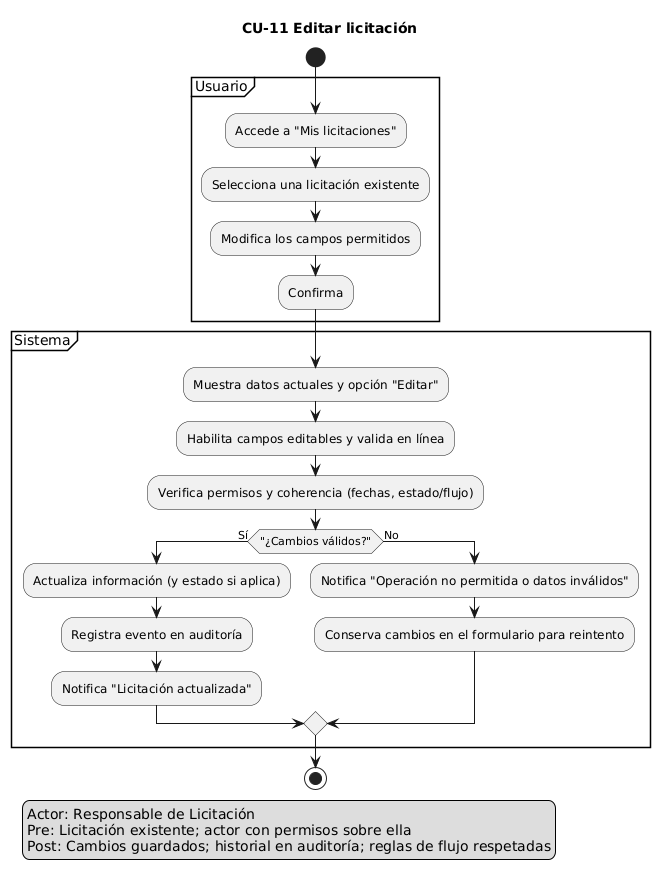 CU-11 Editar licitación
Usuario
Accede a "Mis licitaciones"
Selecciona una licitación existente
Modifica los campos permitidos
Confirma
Sistema
Muestra datos actuales y opción "Editar"
Habilita campos editables y valida en línea
Verifica permisos y coherencia (fechas, estado/flujo)
"¿Cambios válidos?"
Sí
No
Actualiza información (y estado si aplica)
Notifica "Operación no permitida o datos inválidos"
Registra evento en auditoría
Conserva cambios en el formulario para reintento
Notifica "Licitación actualizada"
Actor: Responsable de Licitación
Pre: Licitación existente; actor con permisos sobre ella
Post: Cambios guardados; historial en auditoría; reglas de flujo respetadas